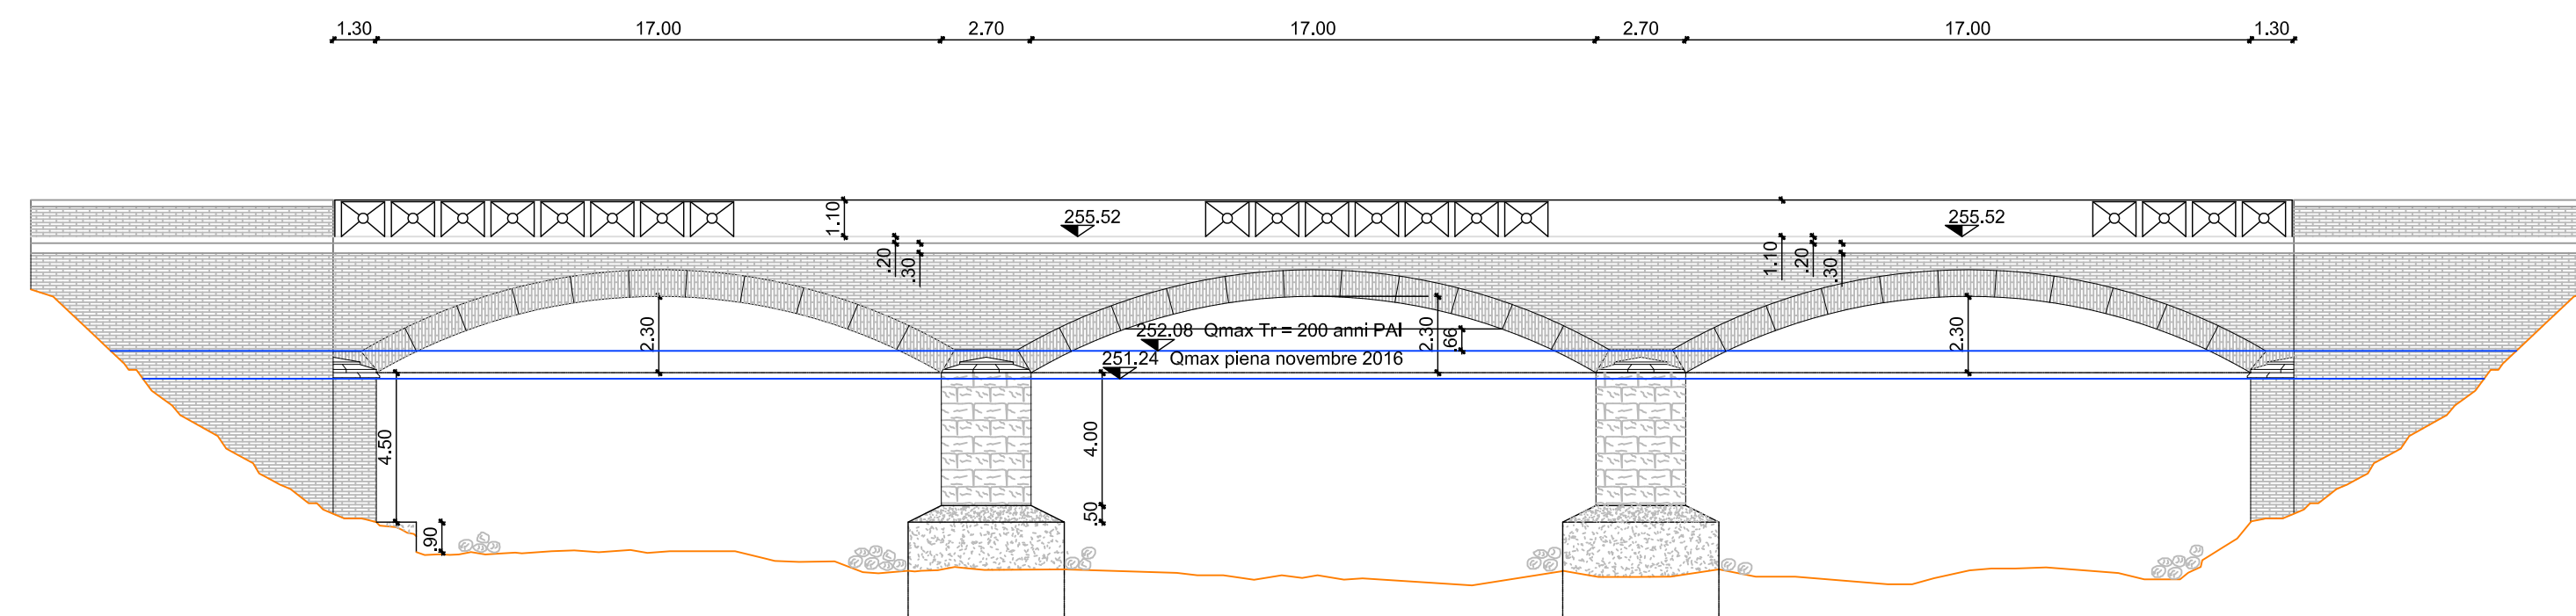 1.30 17.00 2.70 17.00 2.70 17.00 1.30
1.10 255.52 255.52
.20 .30 1.10 .20 .30
2.30 252.08 Qmax Tr = 200 anni PAI 2.30 .66 2.30
251.24 Qmax piena novembre 2016
4.50 4.00
.50
.90